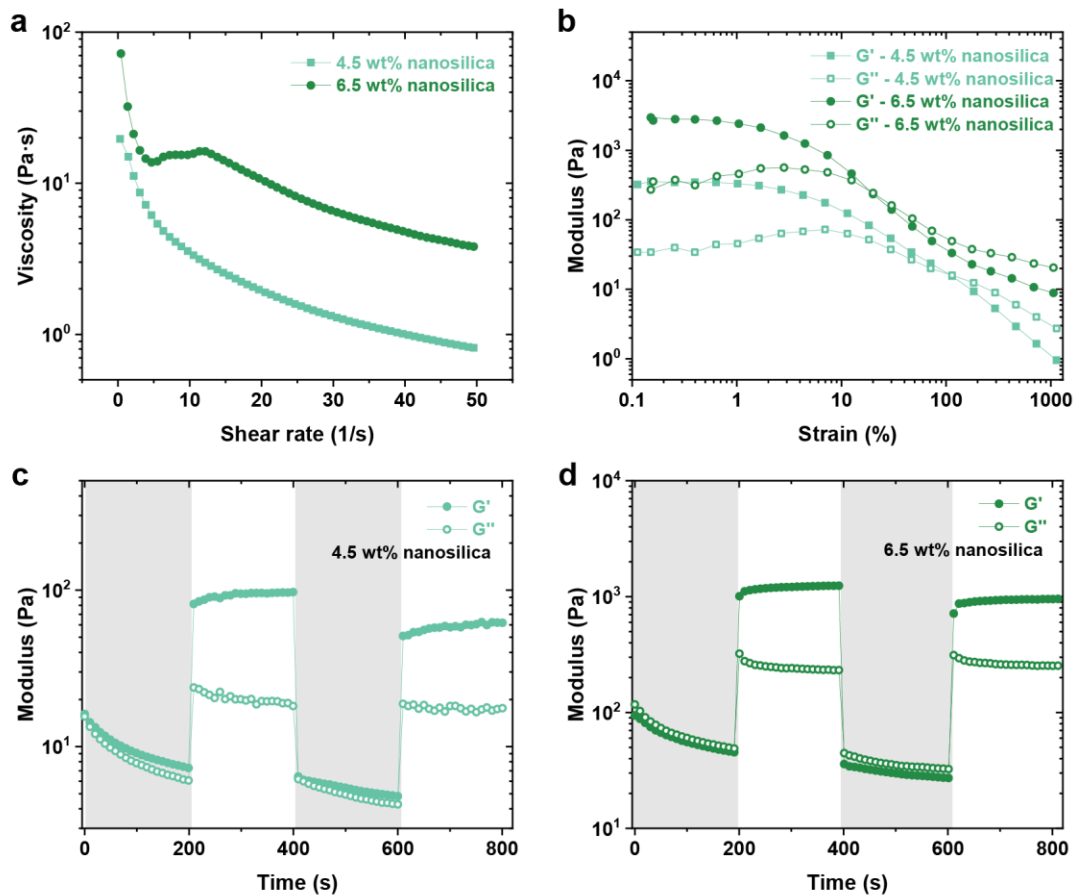 a
10²
10¹
10⁰
Viscosity (Pa·s)
4.5 wt% nanosilica
6.5 wt% nanosilica
0 10 20 30 40 50
Shear rate (1/s)
b
10⁴
10³
10²
10¹
10⁰
Modulus (Pa)
G' - 4.5 wt% nanosilica
G'' - 4.5 wt% nanosilica
G' - 6.5 wt% nanosilica
G'' - 6.5 wt% nanosilica
0.1 1 10 100 1000
Strain (%)
c
10²
10¹
Modulus (Pa)
G'
G''
4.5 wt% nanosilica
0 200 400 600 800
Time (s)
d
10⁴
10³
10²
10¹
Modulus (Pa)
G'
G''
6.5 wt% nanosilica
0 200 400 600 800
Time (s)